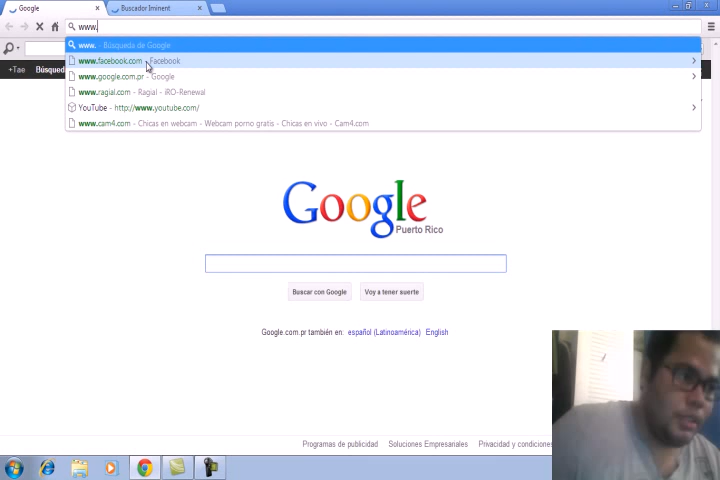 Google
Buscador Iminent
www.
www. - Búsqueda de Google
www.facebook.com - Facebook
www.google.com.pr - Google
www.ragial.com - Ragial - iRO-Renewal
YouTube - http://www.youtube.com/
www.cam4.com - Chicas en webcam - Webcam porno gratis - Chicas en vivo - Cam4.com
+Tae
Google
Puerto Rico
Buscar con Google
Voy a tener suerte
Google.com.pr también en: español (Latinoamérica) English
Programas de publicidad
Soluciones Empresariales
Privacidad y condiciones